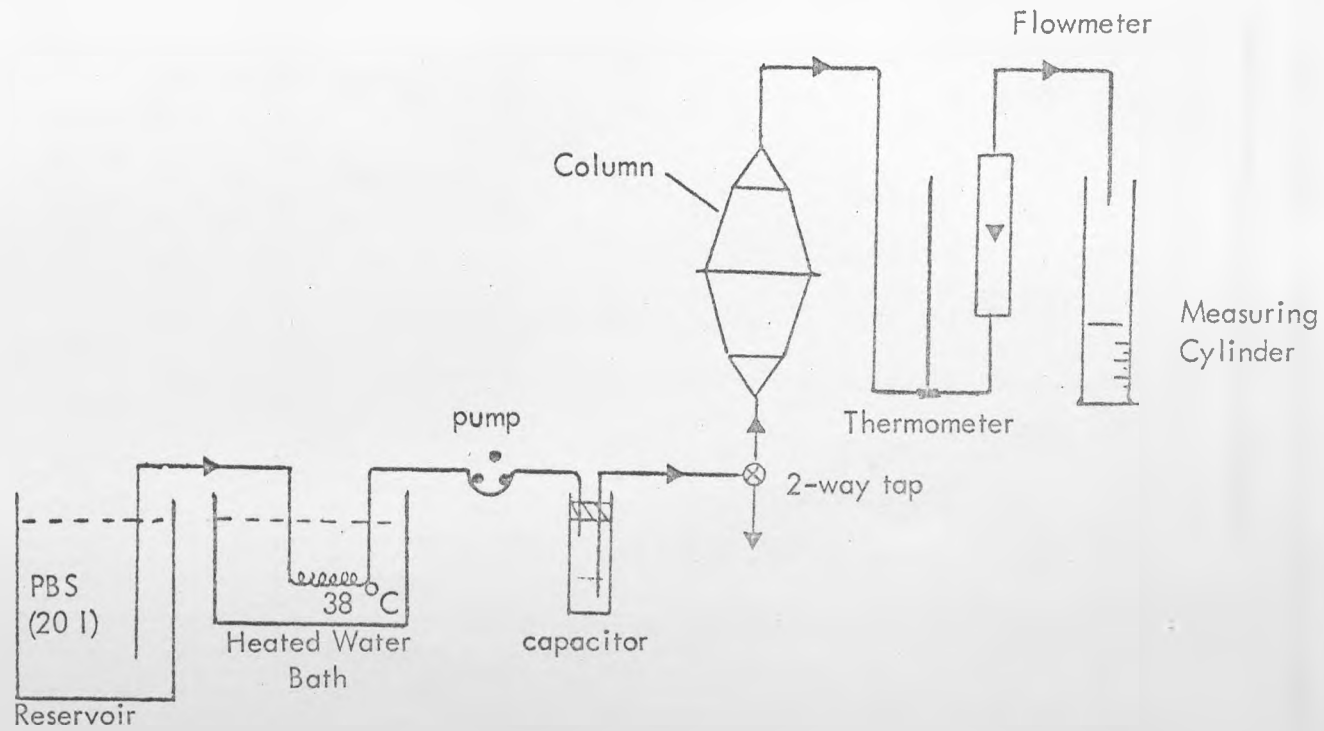 Flowmeter
Column
Measuring
Cylinder
Thermometer
pump
2-way tap
PBS
(20 l)
38 °C
capacitor
Heated Water
Bath
Reservoir